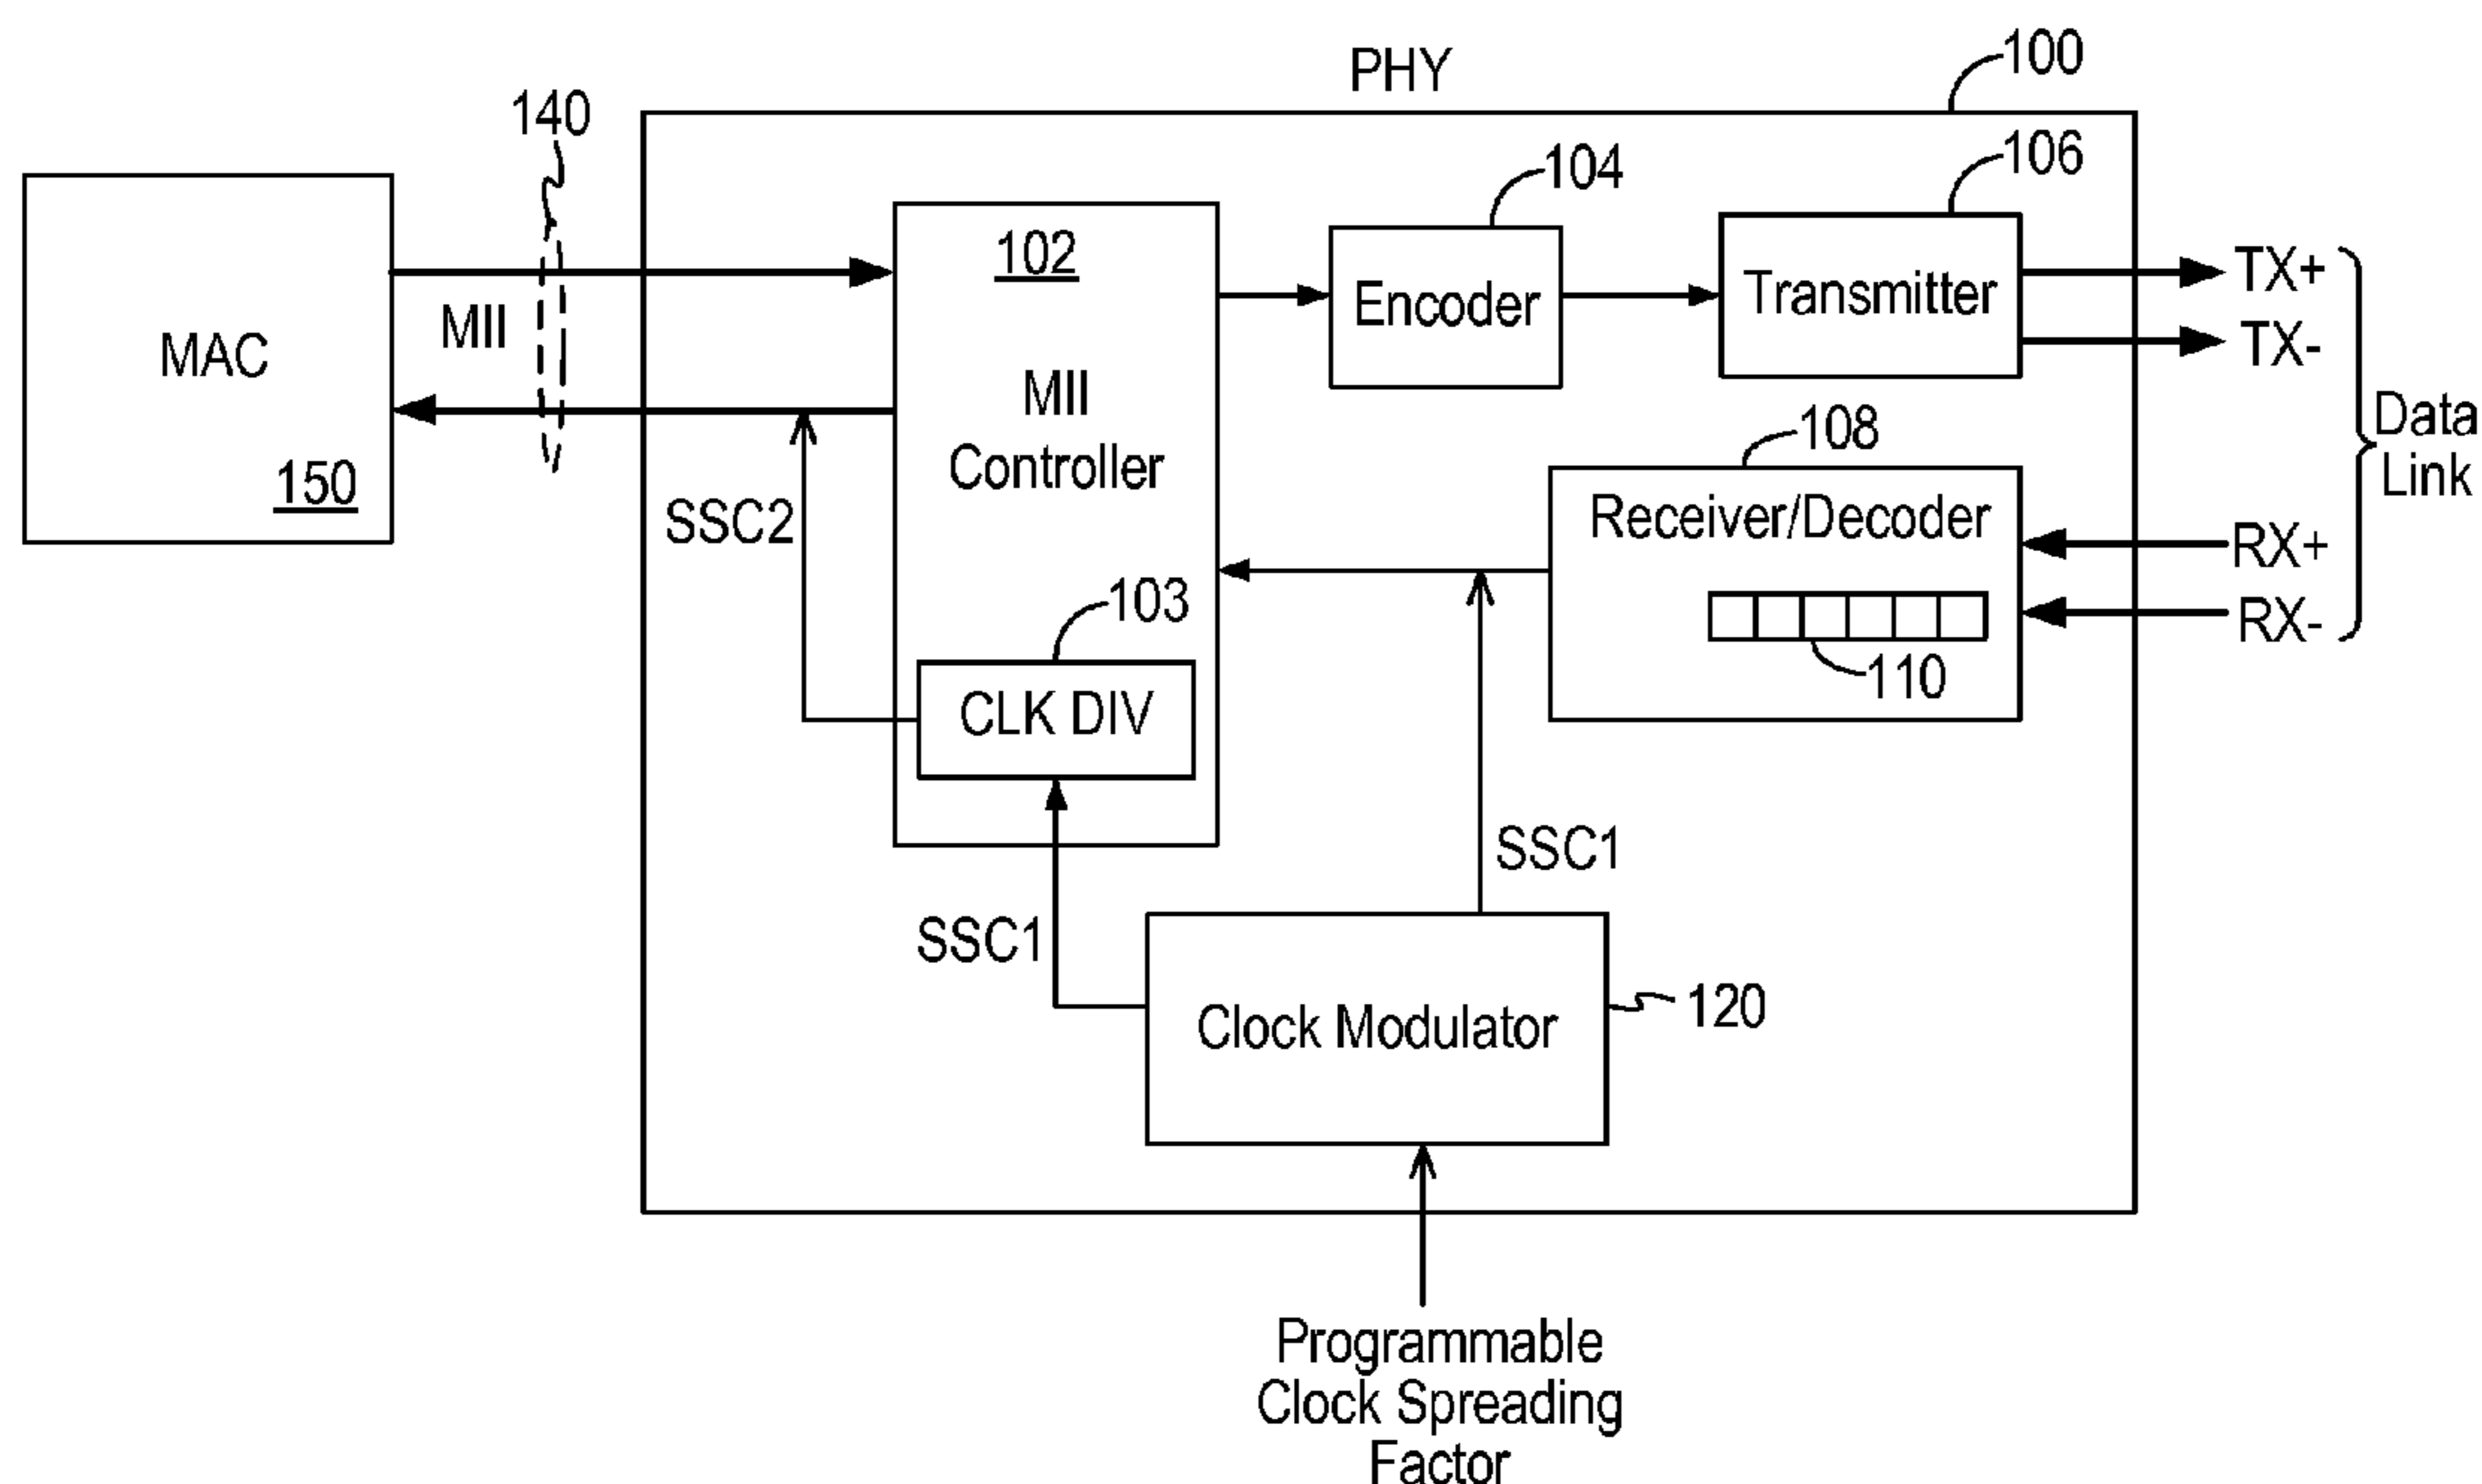 PHY
100
140
106
104
102
TX+
Encoder
Transmitter
MII
MAC
TX-
MII
Controller
Data
Link
108
150
SSC2
Receiver/Decoder
RX+
103
RX-
110
CLK DIV
SSC1
SSC1
120
Clock Modulator
Programmable
Clock Spreading
Factor